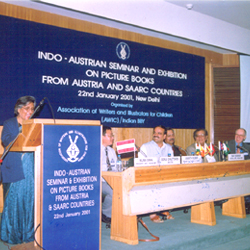 INDO - AUSTRIAN SEMINAR AND EXHIBITION
ON PICTURE BOOKS
FROM AUSTRIA AND SAARC COUNTRIES
22nd January 2001, New Delhi
Organised by
Association of Writers and Illustrators for Children
(AWIC)/Indian BBY
INDO-AUSTRIAN
SEMINAR & EXHIBITION
ON PICTURE BOOKS
FROM AUSTRIA
& SAARC COUNTRIES
22nd January 2001